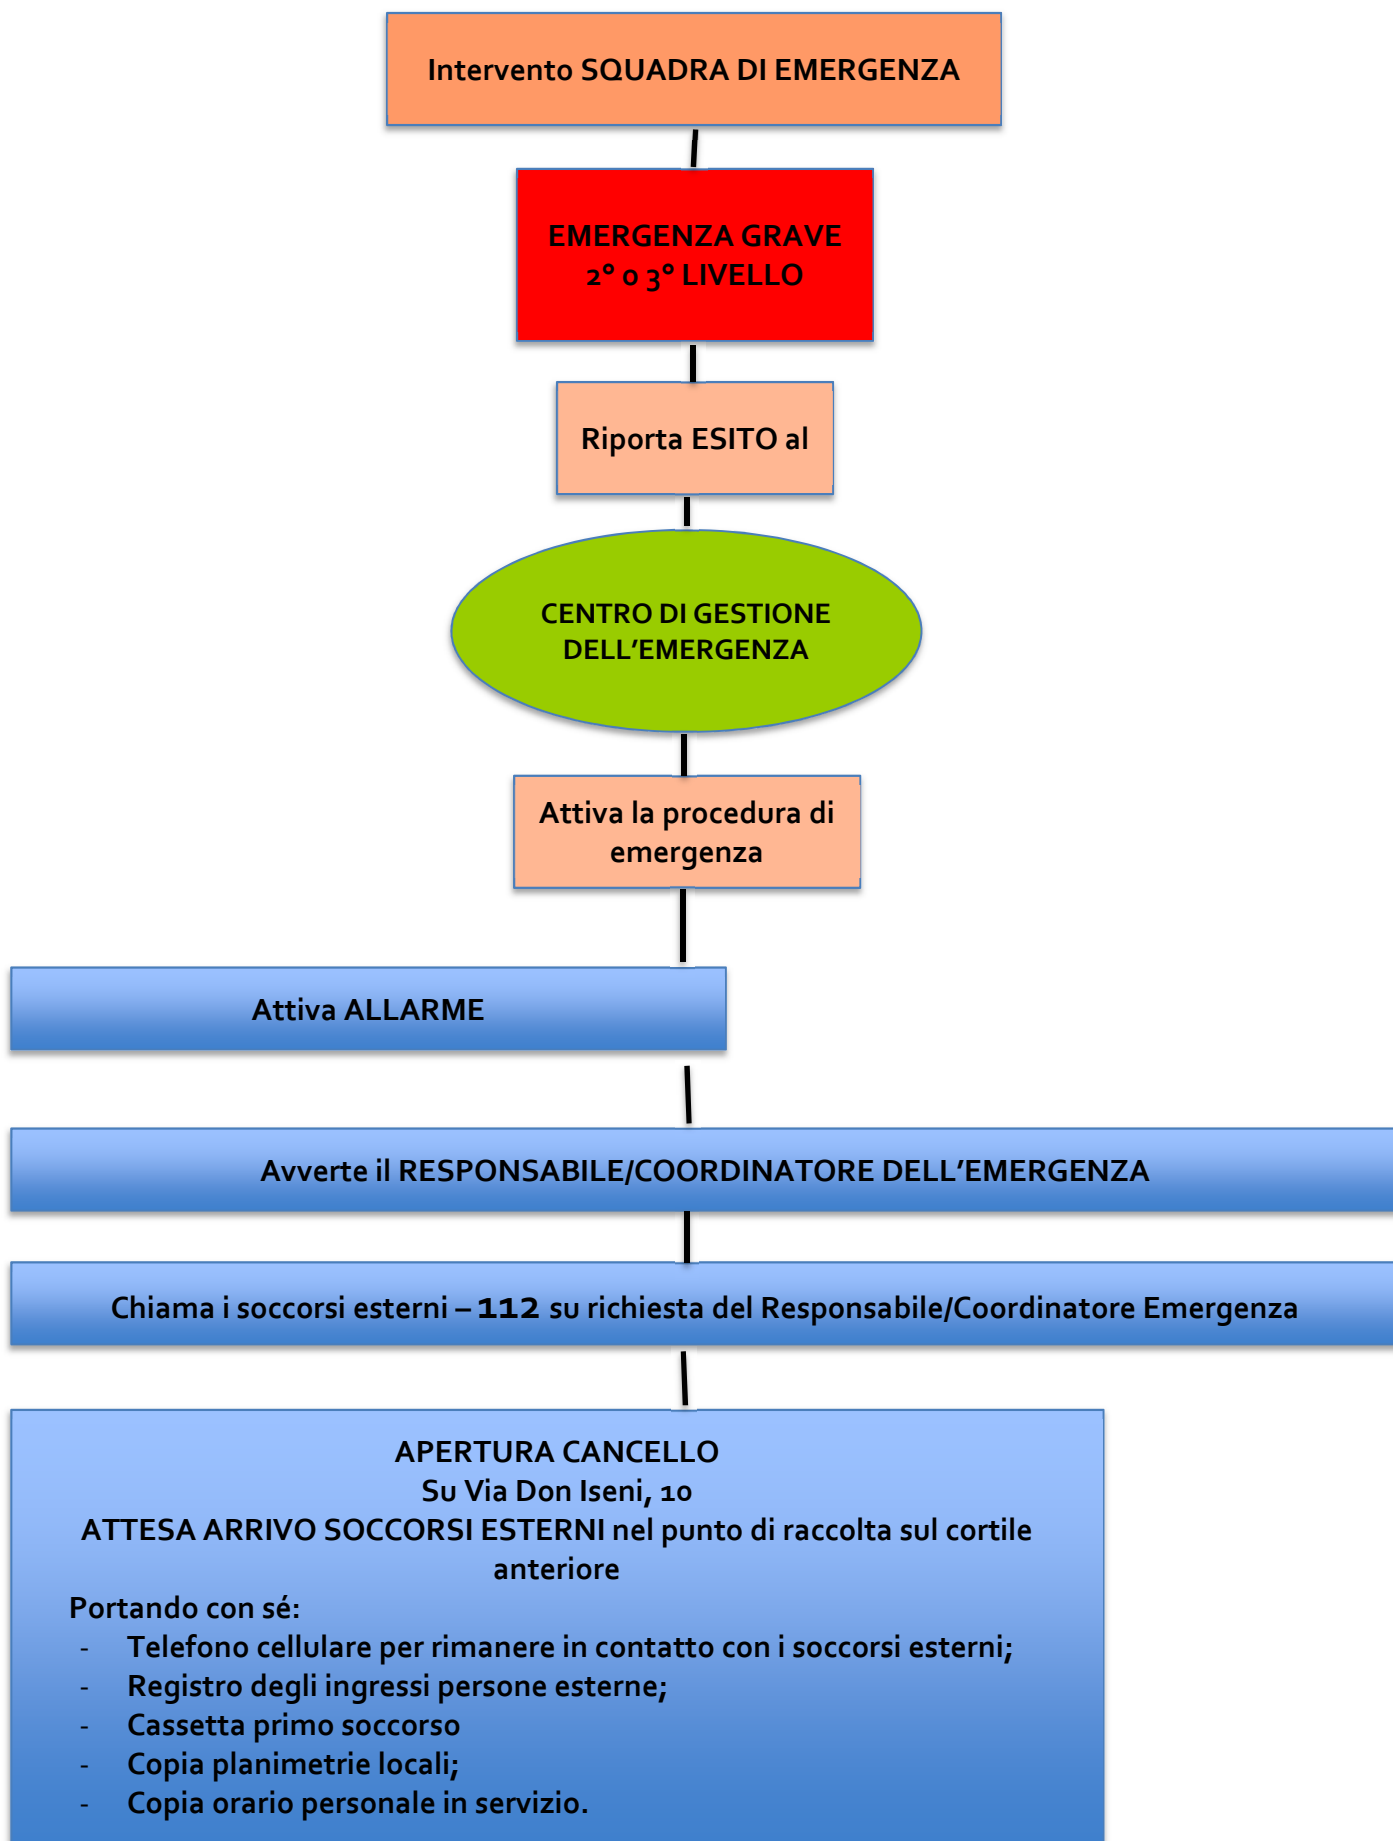 Intervento SQUADRA DI EMERGENZA
EMERGENZA GRAVE
2° o 3° LIVELLO
Riporta ESITO al
CENTRO DI GESTIONE
DELL’EMERGENZA
Attiva la procedura di
emergenza
Attiva ALLARME
Avverte il RESPONSABILE/COORDINATORE DELL’EMERGENZA
Chiama i soccorsi esterni – 112 su richiesta del Responsabile/Coordinatore Emergenza
APERTURA CANCELLO
Su Via Don Iseni, 10
ATTESA ARRIVO SOCCORSI ESTERNI nel punto di raccolta sul cortile
anteriore
Portando con sé:
- Telefono cellulare per rimanere in contatto con i soccorsi esterni;
- Registro degli ingressi persone esterne;
- Cassetta primo soccorso
- Copia planimetrie locali;
- Copia orario personale in servizio.